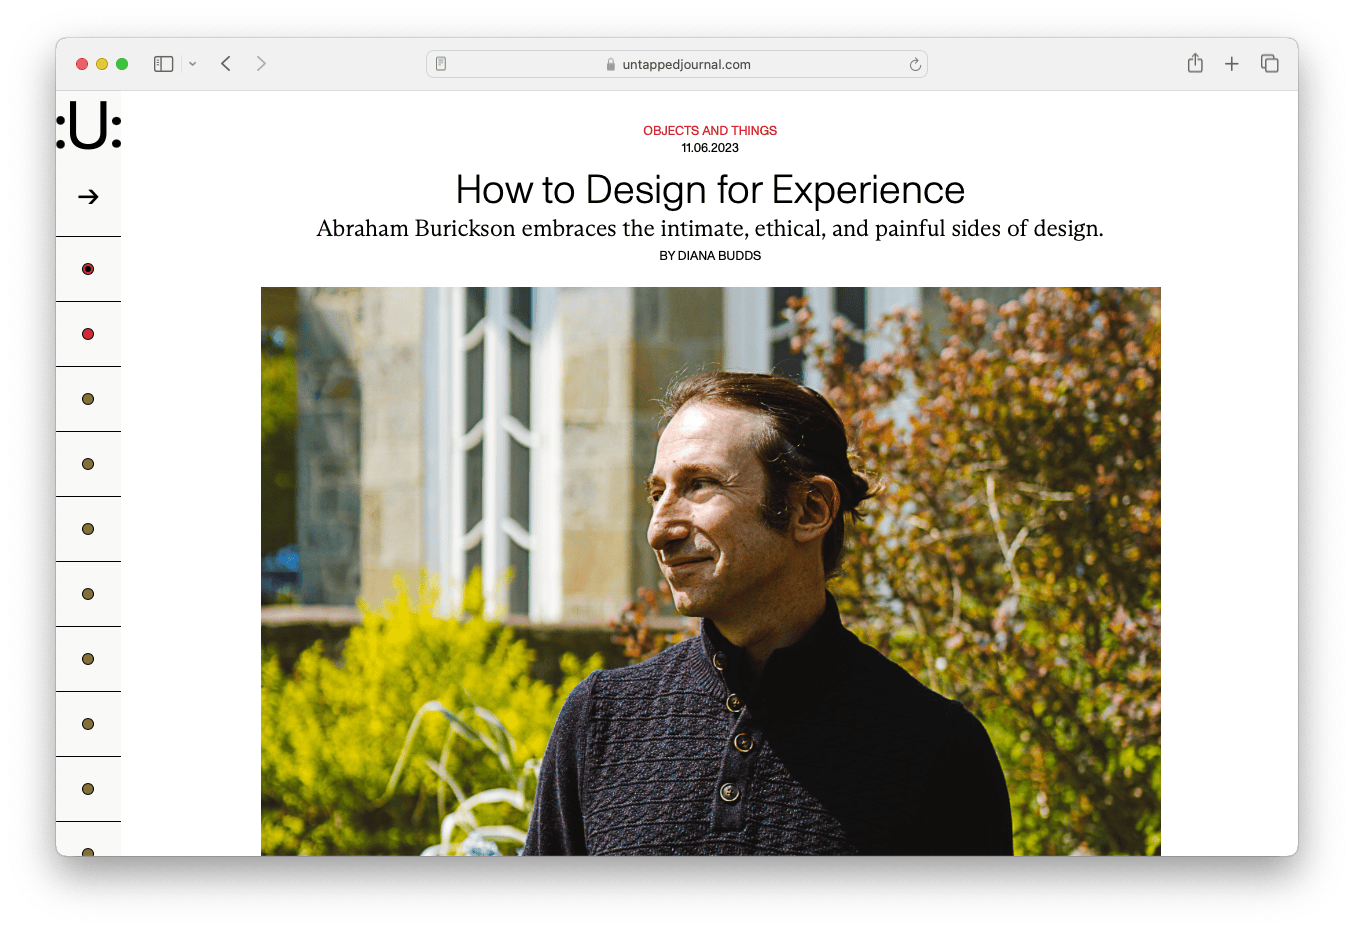 untappedjournal.com
:U:
OBJECTS AND THINGS
11.06.2023
How to Design for Experience
Abraham Burickson embraces the intimate, ethical, and painful sides of design.
BY DIANA BUDDS